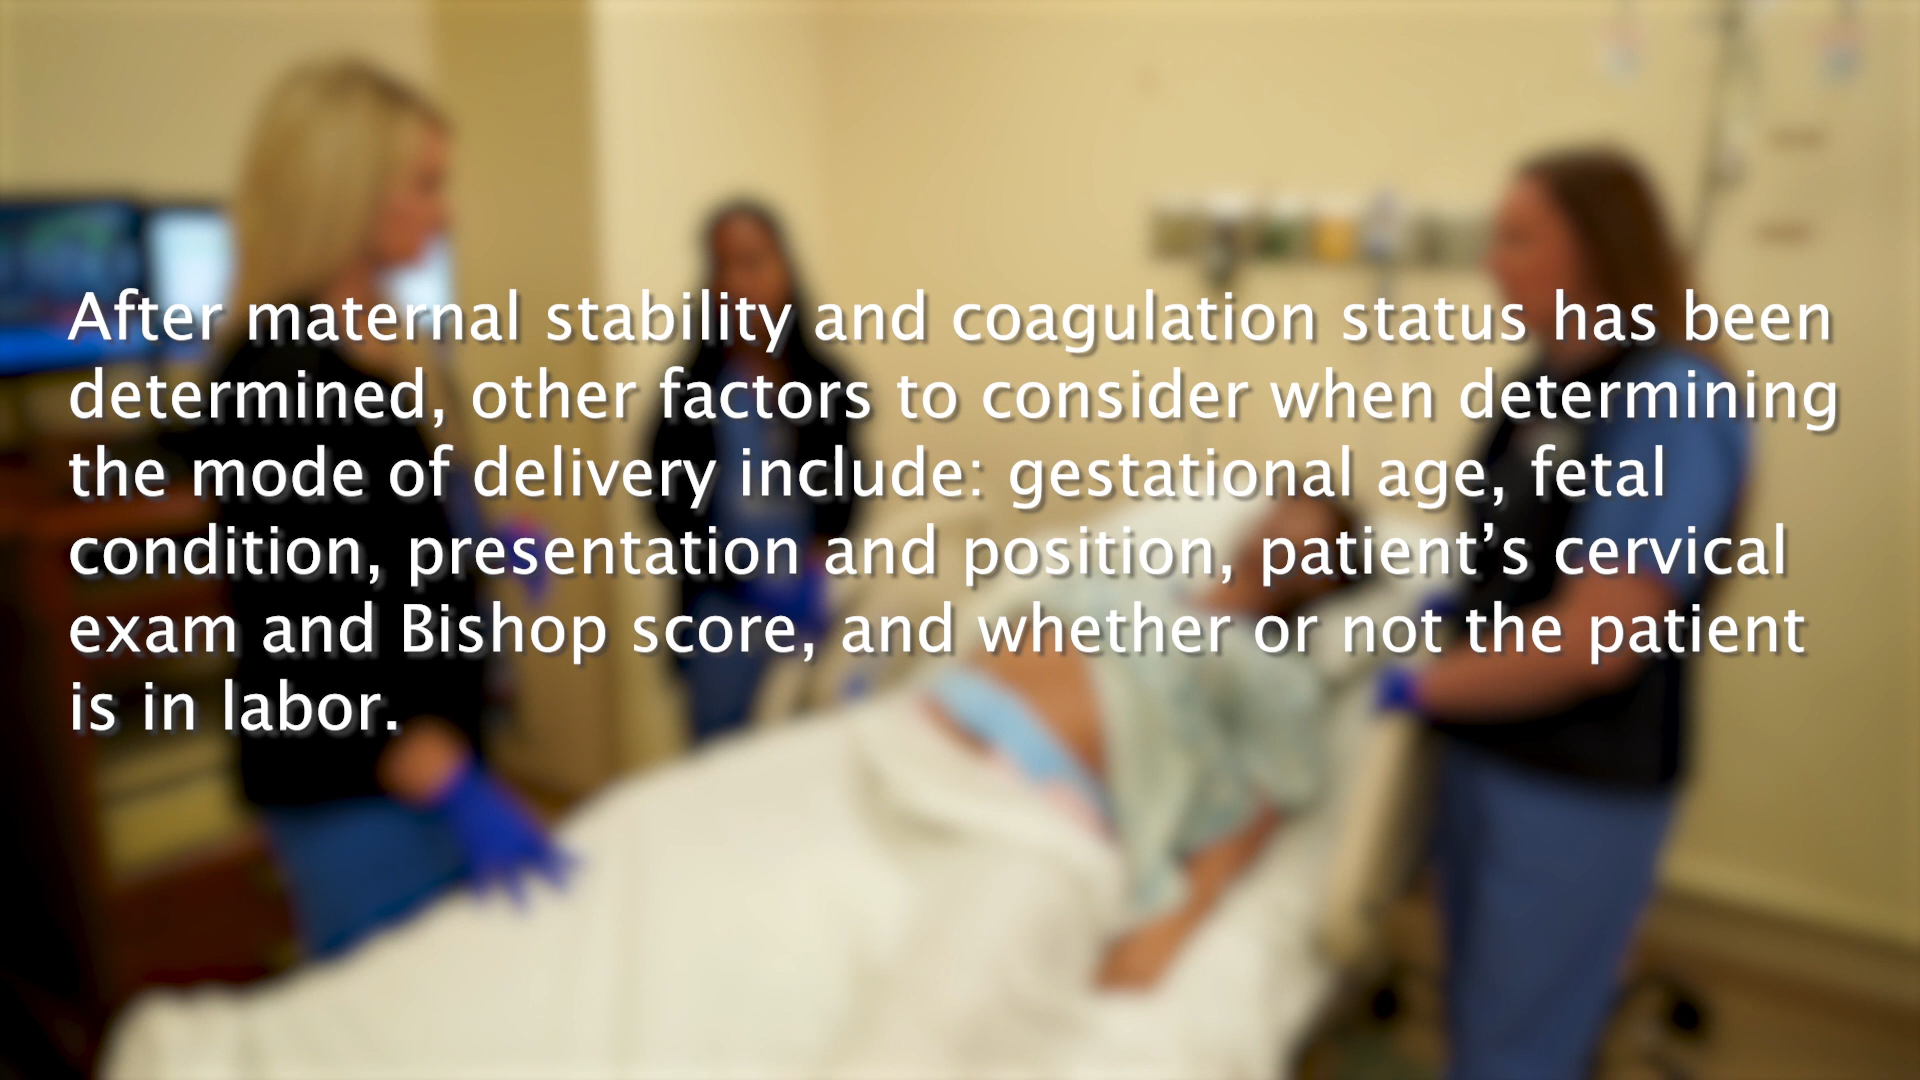 After maternal stability and coagulation status has been
determined, other factors to consider when determining
the mode of delivery include: gestational age, fetal
condition, presentation and position, patient’s cervical
exam and Bishop score, and whether or not the patient
is in labor.